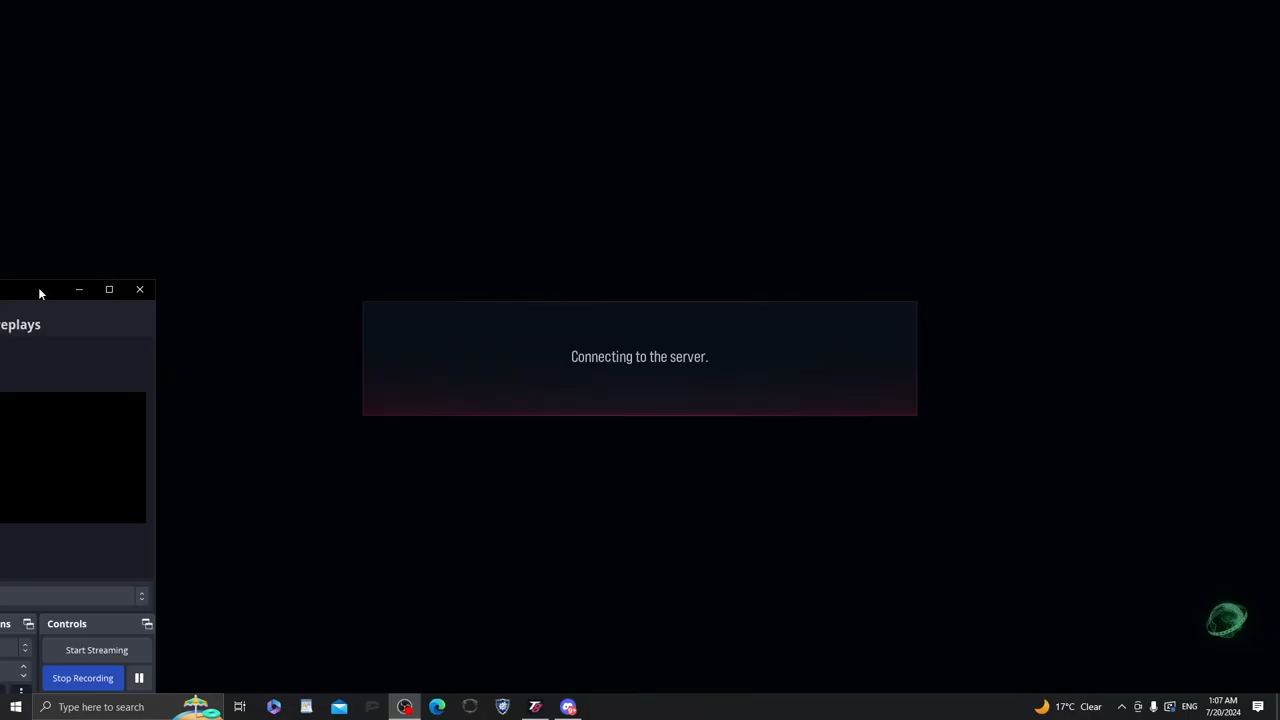 eplays
Connecting to the server.
ns
Controls
Start Streaming
Stop Recording
Type here to search
17°C Clear
ENG
1:07 AM
7/20/2024